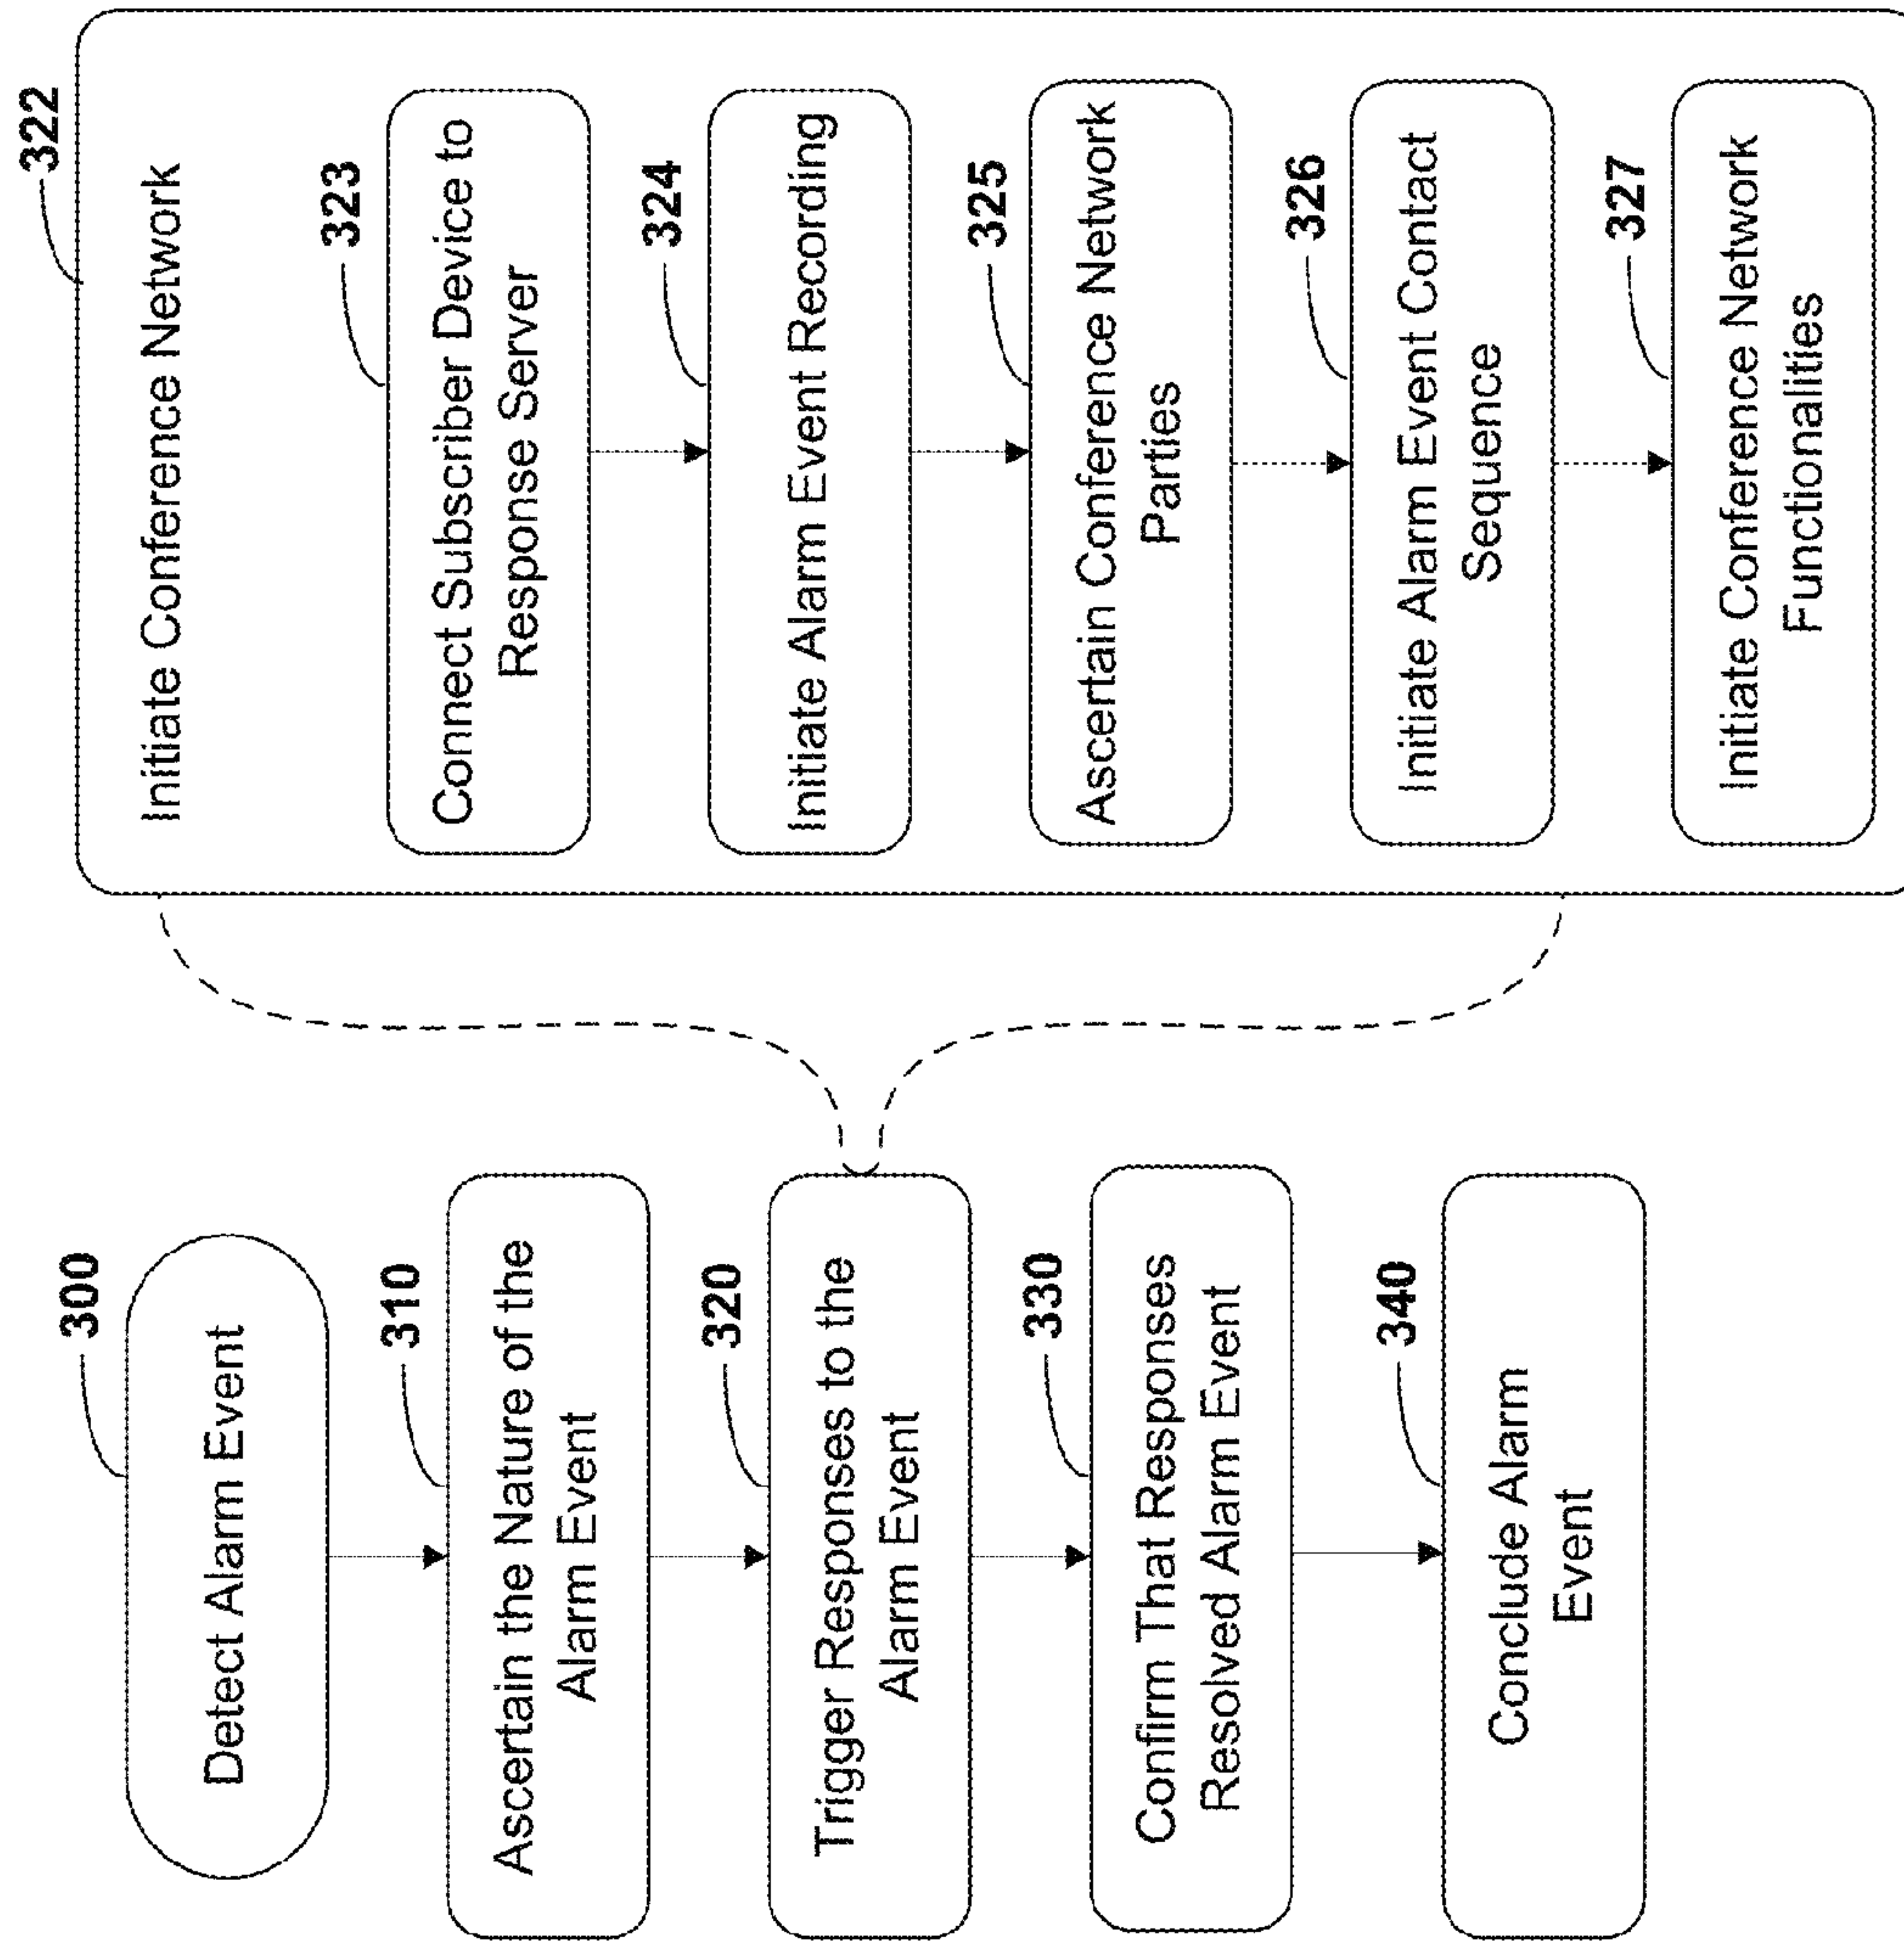 300
Detect Alarm Event
310
Ascertain the Nature of the
Alarm Event
320
Trigger Responses to the
Alarm Event
330
Confirm That Responses
Resolved Alarm Event
340
Conclude Alarm
Event
322
Initiate Conference Network
323
Connect Subscriber Device to
Response Server
324
Initiate Alarm Event Recording
325
Ascertain Conference Network
Parties
326
Initiate Alarm Event Contact
Sequence
327
Initiate Conference Network
Functionalities